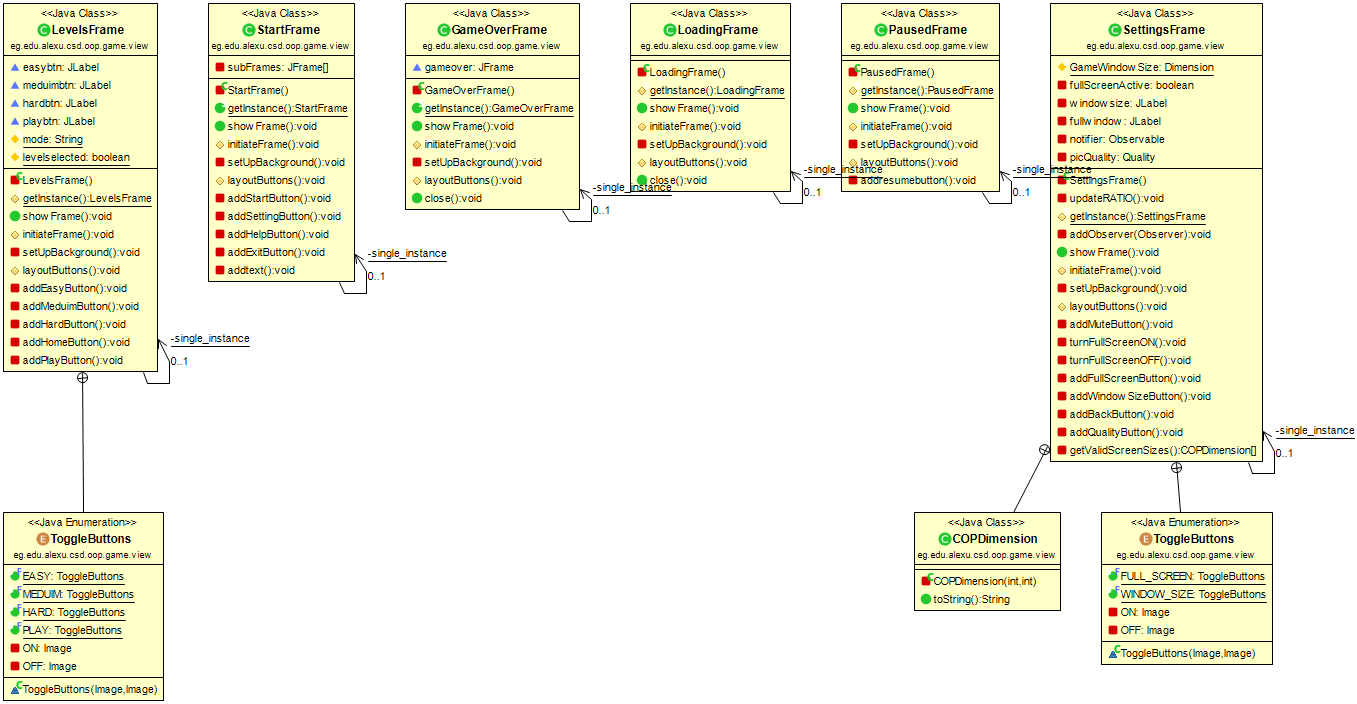 <<Java Class>>
LevelsFrame
eg.edu.alexu.csd.oop.game.view
easybtn: JLabel
meduimbtn: JLabel
hardbtn: JLabel
playbtn: JLabel
mode: String
levelselected: boolean
LevelsFrame()
getInstance():LevelsFrame
show Frame():void
initiateFrame():void
setUpBackground():void
layoutButtons():void
addEasyButton():void
addMeduimButton():void
addHardButton():void
addHomeButton():void
addPlayButton():void
-single_instance
0..1
<<Java Class>>
StartFrame
eg.edu.alexu.csd.oop.game.view
subFrames: JFrame[]
StartFrame()
getInstance():StartFrame
show Frame():void
initiateFrame():void
setUpBackground():void
layoutButtons():void
addStartButton():void
addSettingButton():void
addHelpButton():void
addExitButton():void
addtext():void
-single_instance
0..1
<<Java Class>>
GameOverFrame
eg.edu.alexu.csd.oop.game.view
gameover: JFrame
GameOverFrame()
getInstance():GameOverFrame
show Frame():void
initiateFrame():void
setUpBackground():void
layoutButtons():void
close():void
-single_instance
0..1
<<Java Class>>
LoadingFrame
eg.edu.alexu.csd.oop.game.view
LoadingFrame()
getInstance():LoadingFrame
show Frame():void
initiateFrame():void
setUpBackground():void
layoutButtons():void
close():void
-single_instance
0..1
<<Java Class>>
PausedFrame
eg.edu.alexu.csd.oop.game.view
PausedFrame()
getInstance():PausedFrame
show Frame():void
initiateFrame():void
setUpBackground():void
layoutButtons():void
addresumebutton():void
-single_instance
0..1
<<Java Class>>
SettingsFrame
eg.edu.alexu.csd.oop.game.view
GameWindow Size: Dimension
fullScreenActive: boolean
w indow size: JLabel
fullw indow : JLabel
notifier: Observable
picQuality: Quality
SettingsFrame()
updateRATIO():void
getInstance():SettingsFrame
addObserver(Observer):void
show Frame():void
initiateFrame():void
setUpBackground():void
layoutButtons():void
addMuteButton():void
turnFullScreenON():void
turnFullScreenOFF():void
addFullScreenButton():void
addWindow SizeButton():void
addBackButton():void
addQualityButton():void
getValidScreenSizes():COPDimension[]
-single_instance
0..1
<<Java Enumeration>>
ToggleButtons
eg.edu.alexu.csd.oop.game.view
EASY: ToggleButtons
MEDUIM: ToggleButtons
HARD: ToggleButtons
PLAY: ToggleButtons
ON: Image
OFF: Image
ToggleButtons(Image,Image)
<<Java Class>>
COPDimension
eg.edu.alexu.csd.oop.game.view
COPDimension(int,int)
toString():String
<<Java Enumeration>>
ToggleButtons
eg.edu.alexu.csd.oop.game.view
FULL_SCREEN: ToggleButtons
WINDOW_SIZE: ToggleButtons
ON: Image
OFF: Image
ToggleButtons(Image,Image)